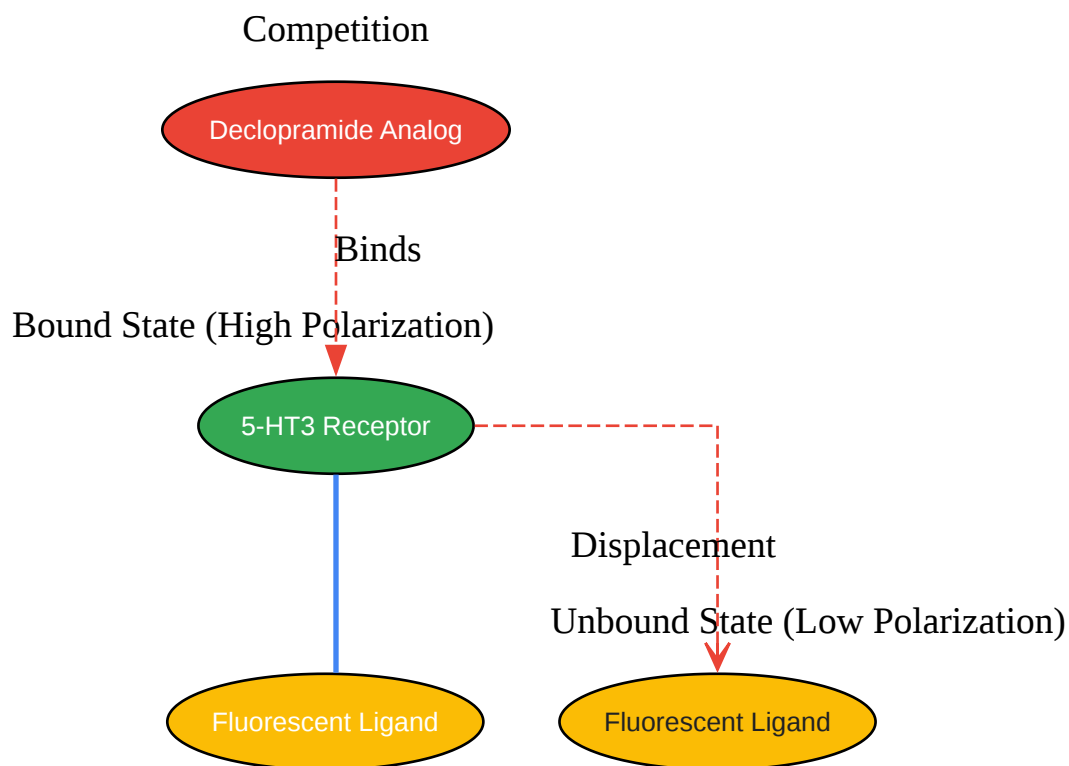 Competition
Declopramide Analog
Binds
Bound State (High Polarization)
5-HT3 Receptor
Displacement
Unbound State (Low Polarization)
Fluorescent Ligand
Fluorescent Ligand